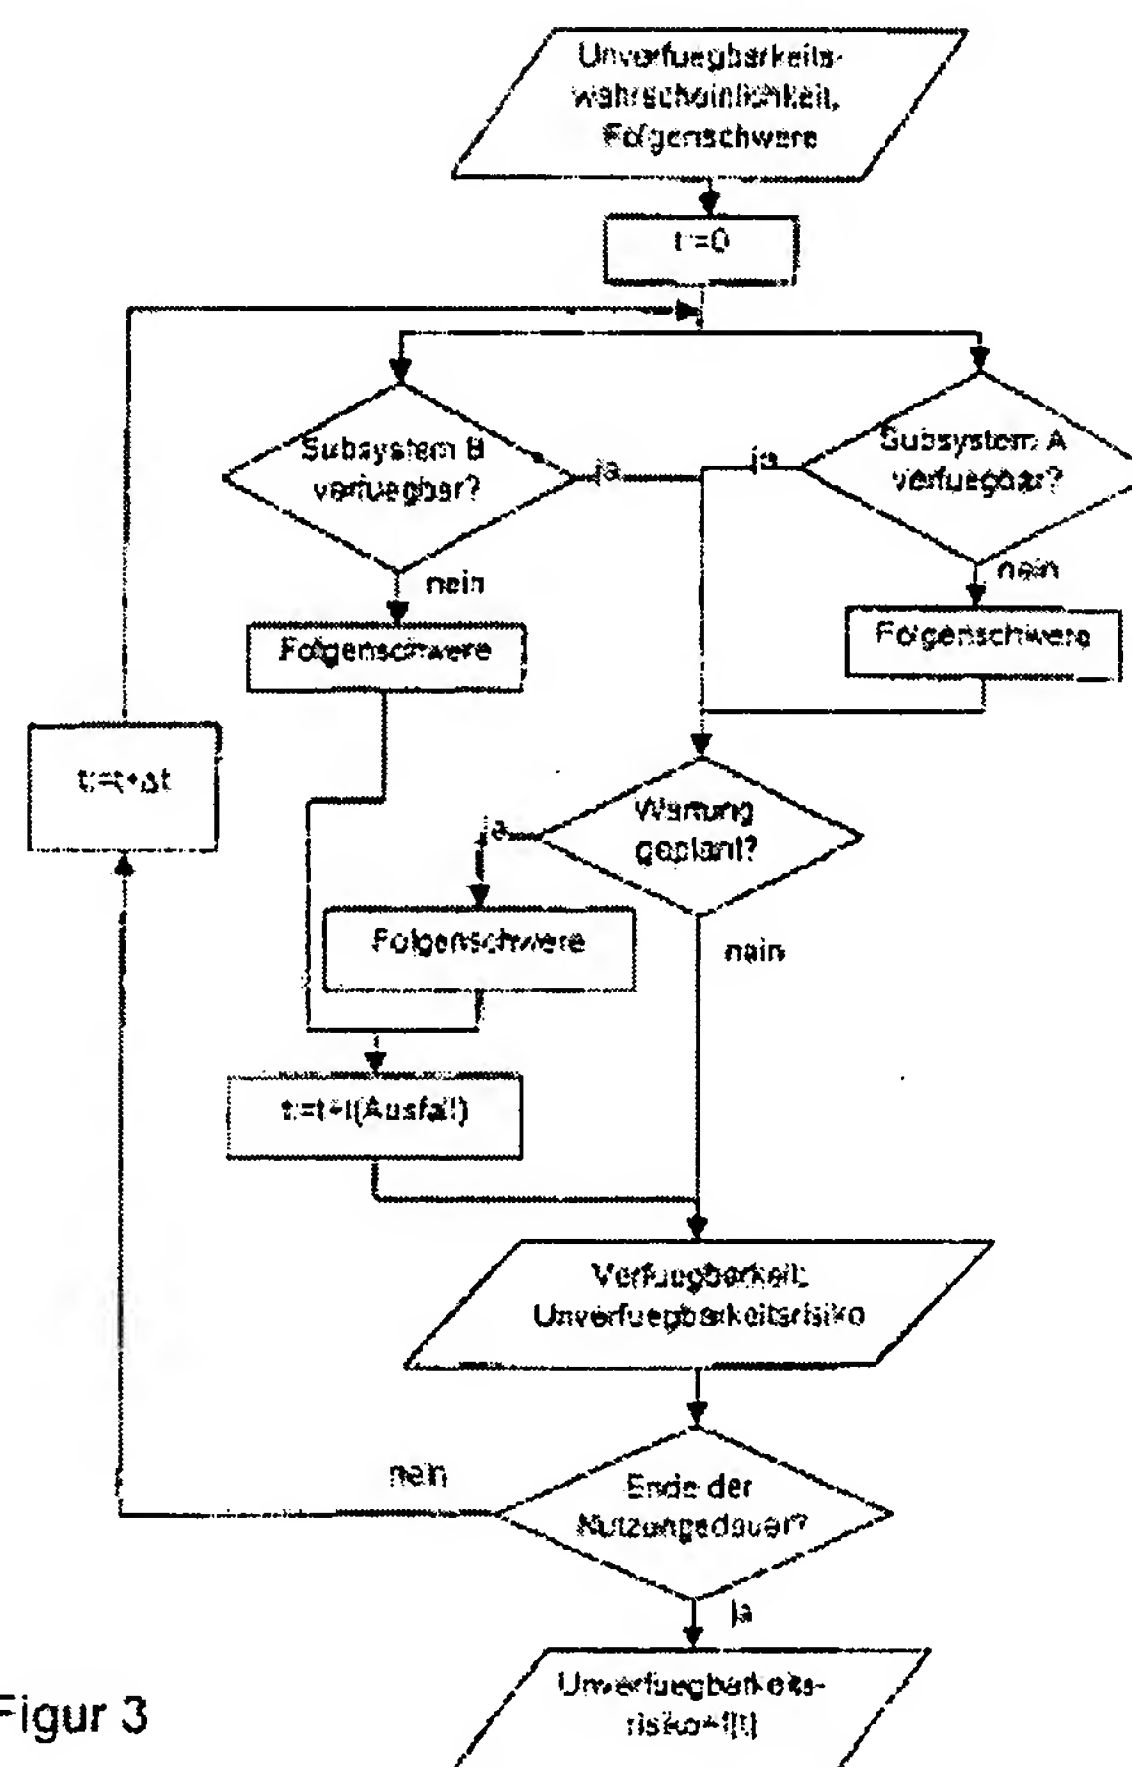 Unverfuegbarkeits-
wahrscheinlichkeit,
Folgenschwere
t:=0
Subsystem B
verfuegbar?
ja
ja
Subsystem A
verfuegbar?
nein
nein
Folgenschwere
Folgenschwere
t:=t+Δt
Wartung
geplant?
ja
Folgenschwere
nein
t:=t+t(Ausfall)
Verfuegbarkeit:
Unverfuegbarkeitsrisiko
nein
Ende der
Nutzungsdauer?
ja
Unverfuegbarkeits-
risiko=f(t)
Figur 3